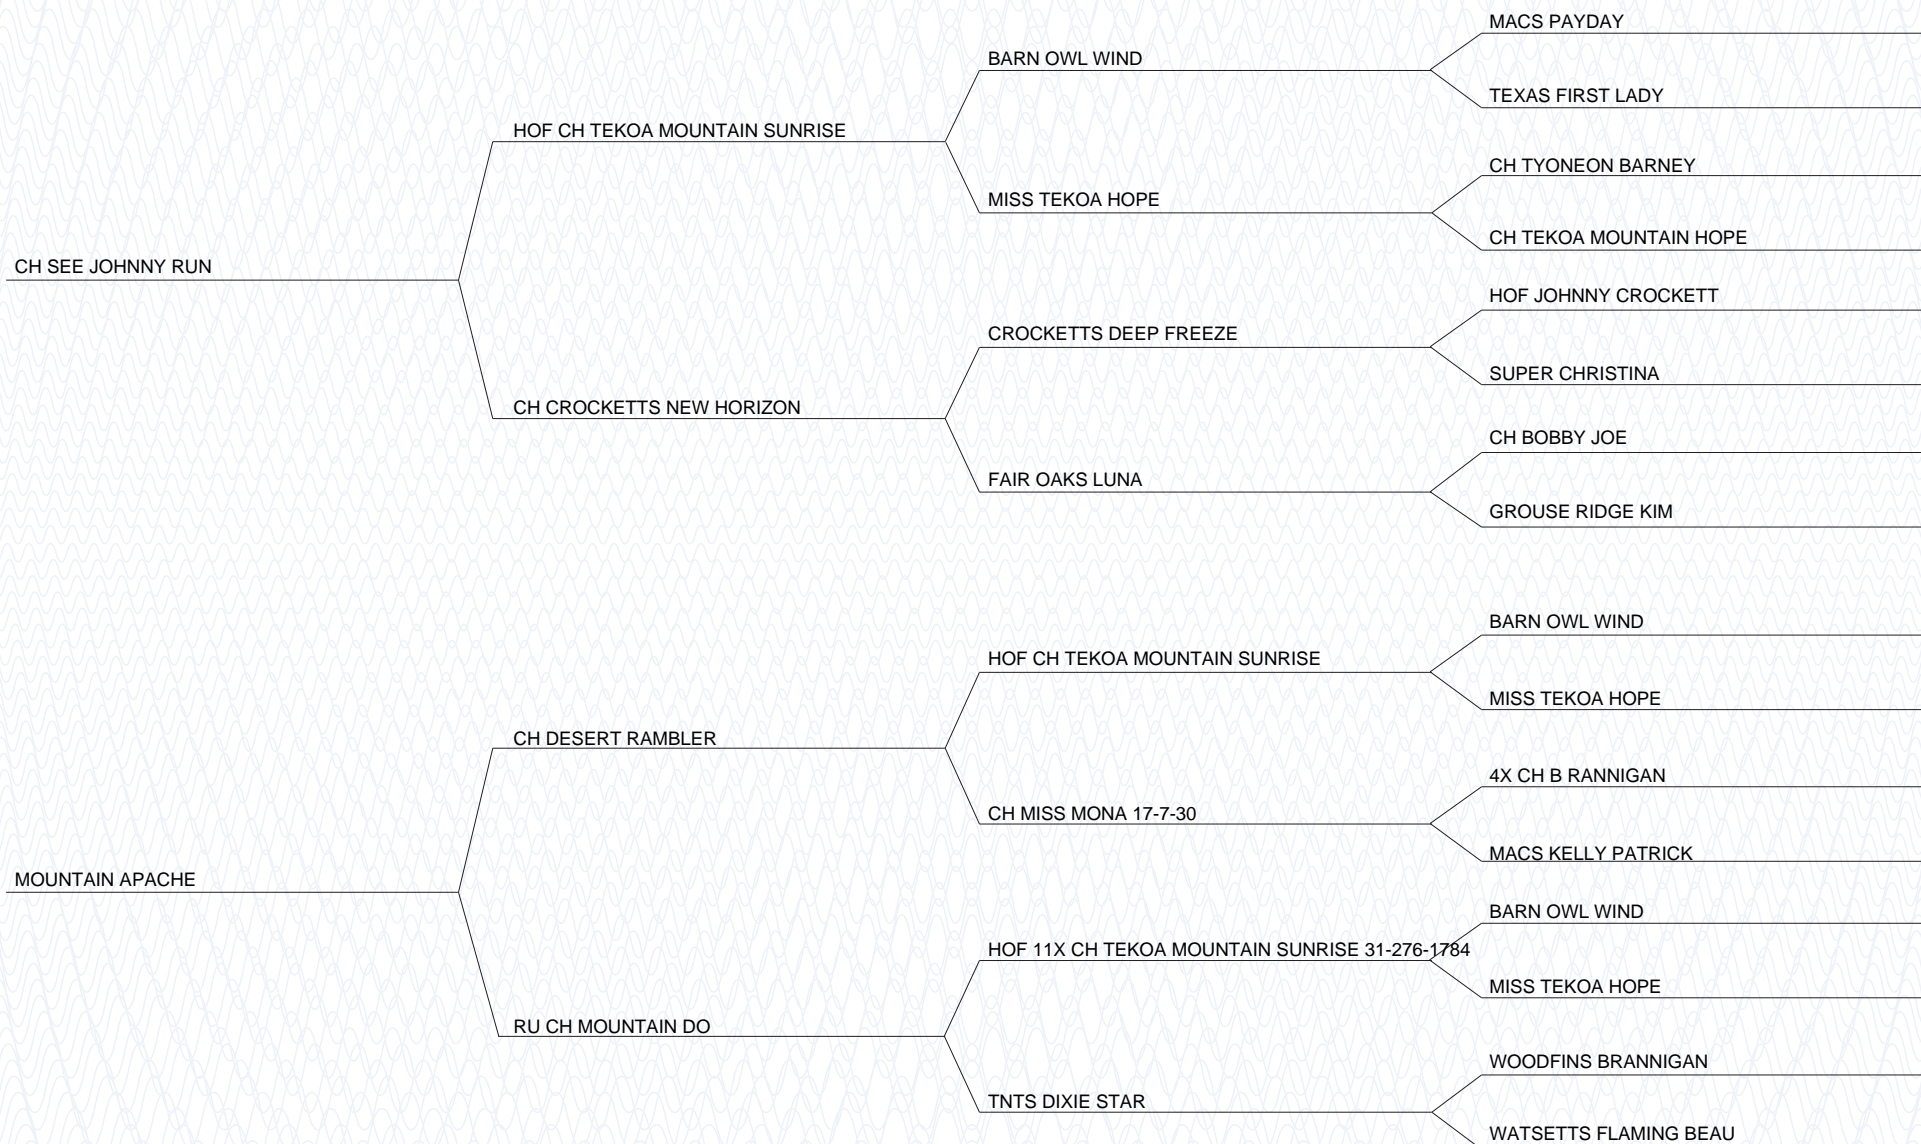 MACS PAYDAY
BARN OWL WIND
TEXAS FIRST LADY
HOF CH TEKOA MOUNTAIN SUNRISE
CH TYONEON BARNEY
MISS TEKOA HOPE
CH TEKOA MOUNTAIN HOPE
CH SEE JOHNNY RUN
HOF JOHNNY CROCKETT
CROCKETTS DEEP FREEZE
SUPER CHRISTINA
CH CROCKETTS NEW HORIZON
CH BOBBY JOE
FAIR OAKS LUNA
GROUSE RIDGE KIM
BARN OWL WIND
HOF CH TEKOA MOUNTAIN SUNRISE
MISS TEKOA HOPE
CH DESERT RAMBLER
4X CH B RANNIGAN
CH MISS MONA 17-7-30
MACS KELLY PATRICK
MOUNTAIN APACHE
BARN OWL WIND
HOF 11X CH TEKOA MOUNTAIN SUNRISE 31-276-1784
MISS TEKOA HOPE
RU CH MOUNTAIN DO
WOODFINS BRANNIGAN
TNTS DIXIE STAR
WATSETTS FLAMING BEAU